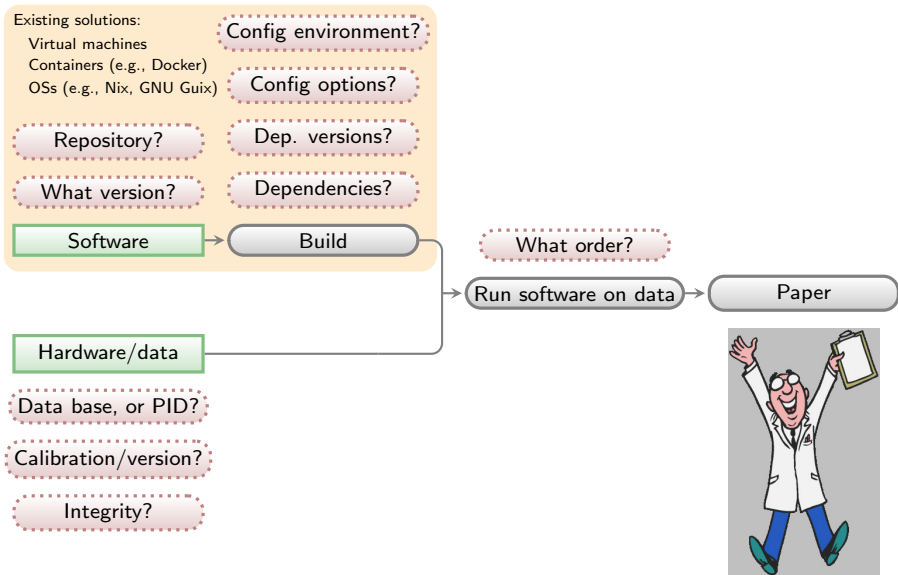 Existing solutions:
Virtual machines
Containers (e.g., Docker)
OSs (e.g., Nix, GNU Guix)
Config environment?
Config options?
Repository?
Dep. versions?
What version?
Dependencies?
Software
Build
What order?
Run software on data
Paper
Hardware/data
Data base, or PID?
Calibration/version?
Integrity?